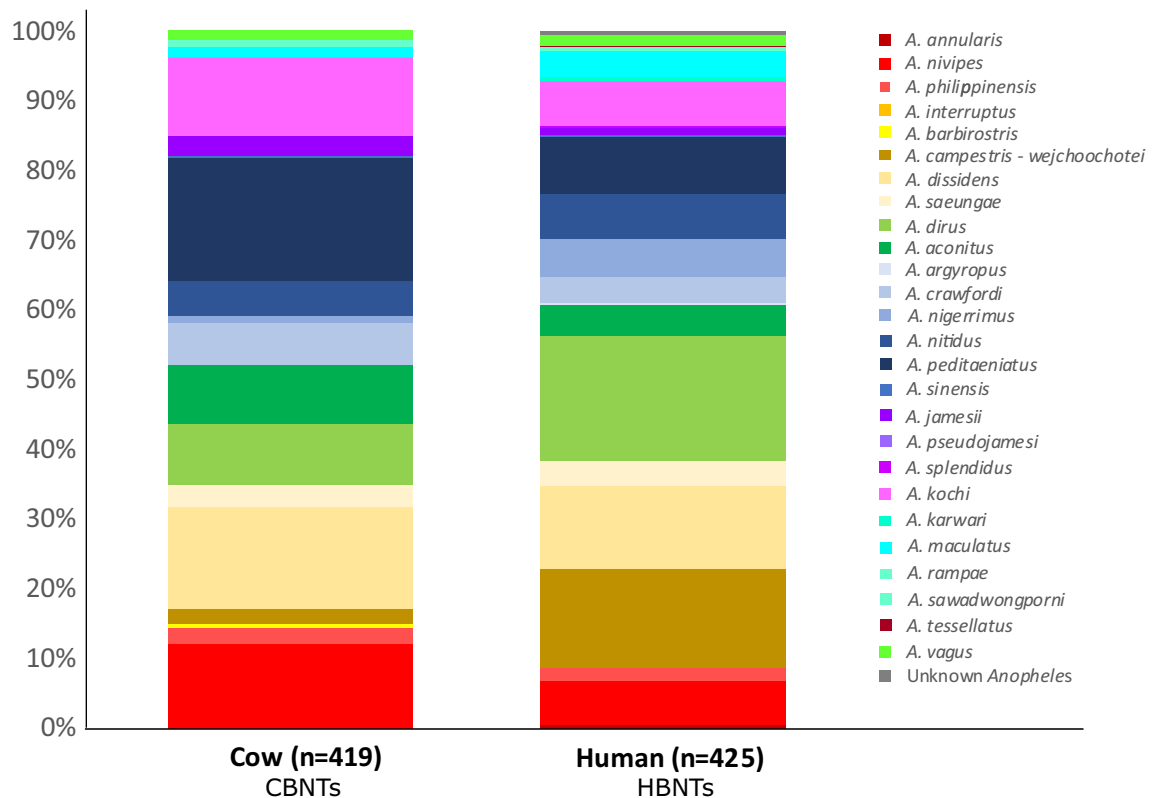 100%
90%
80%
70%
60%
50%
40%
30%
20%
10%
0%
Cow (n=419)
CBNTs
Human (n=425)
HBNTs
A. annularis
A. nivipes
A. philippinensis
A. interruptus
A. barbirostris
A. campestris - wejchoochotei
A. dissidens
A. saeungae
A. dirus
A. aconitus
A. argyropus
A. crawfordi
A. nigerrimus
A. nitidus
A. peditaeniatus
A. sinensis
A. jamesii
A. pseudojamesi
A. splendidus
A. kochi
A. karwari
A. maculatus
A. rampae
A. sawadwongporni
A. tessellatus
A. vagus
Unknown Anopheles